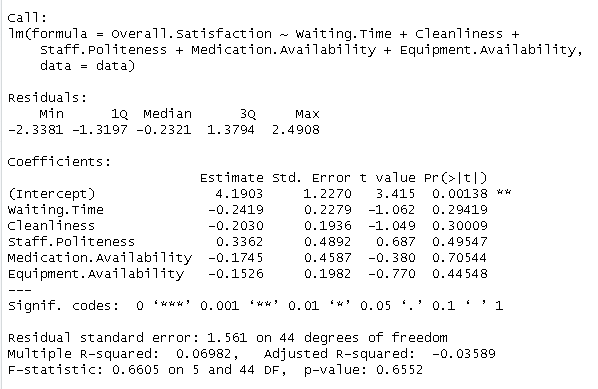 Call:
lm(formula = Overall.Satisfaction ~ Waiting.Time + Cleanliness +
    Staff.Politeness + Medication.Availability + Equipment.Availability,
    data = data)

Residuals:
    Min      1Q  Median      3Q     Max
-2.3381 -1.3197 -0.2321  1.3794  2.4908

Coefficients:
                        Estimate Std. Error t value Pr(>|t|)
(Intercept)               4.1903     1.2270   3.415  0.00138 **
Waiting.Time             -0.2419     0.2279  -1.062  0.29419
Cleanliness              -0.2030     0.1936  -1.049  0.30009
Staff.Politeness          0.3362     0.4892   0.687  0.49547
Medication.Availability  -0.1745     0.4587  -0.380  0.70544
Equipment.Availability   -0.1526     0.1982  -0.770  0.44548
---
Signif. codes:  0 ‘***’ 0.001 ‘**’ 0.01 ‘*’ 0.05 ‘.’ 0.1 ‘ ’ 1

Residual standard error: 1.561 on 44 degrees of freedom
Multiple R-squared:  0.06982,	Adjusted R-squared:  -0.03589
F-statistic: 0.6605 on 5 and 44 DF,  p-value: 0.6552